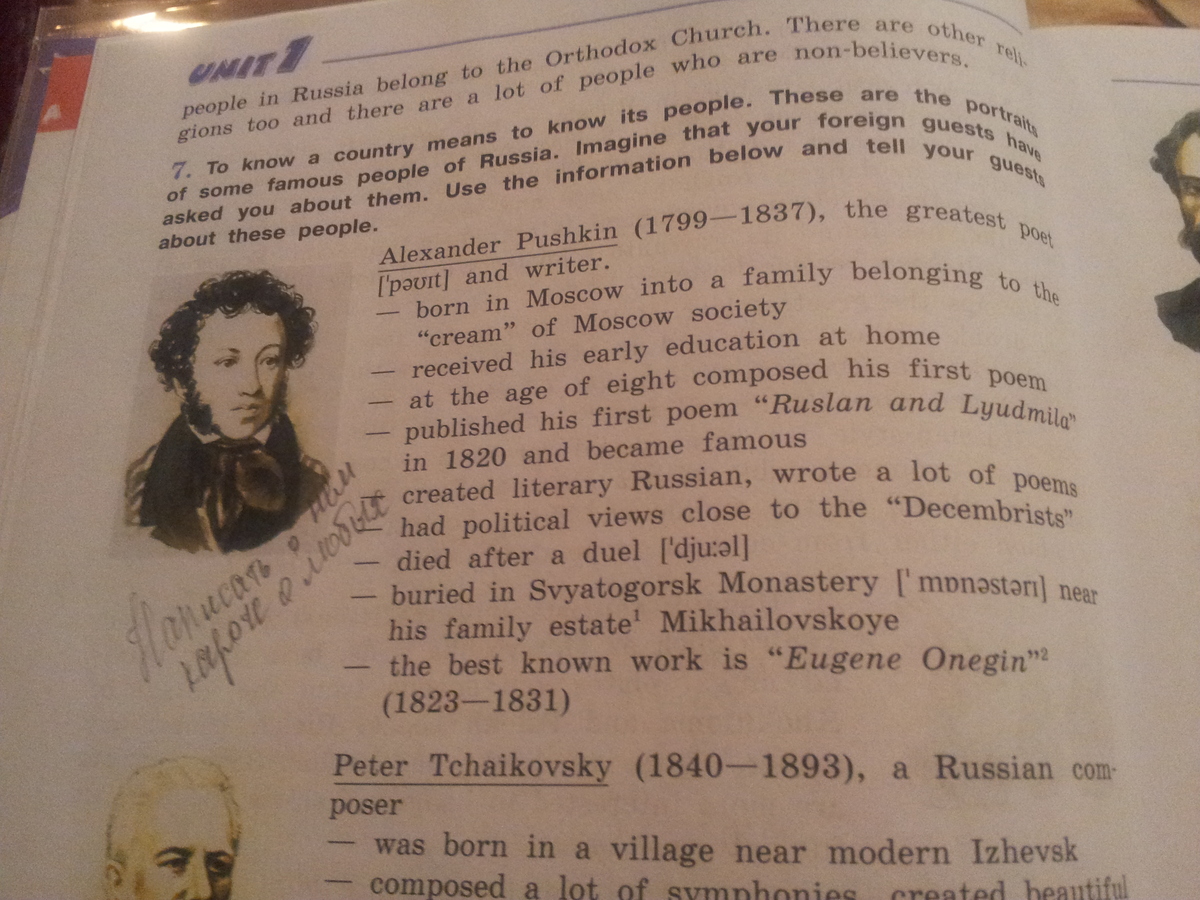 UNIT 1
people in Russia belong to the Orthodox Church. There are other reli-
gions too and there are a lot of people who are non-believers.
7. To know a country means to know its people. These are the portraits
of some famous people of Russia. Imagine that your foreign guests have
asked you about them. Use the information below and tell your guests
about these people.
Alexander Pushkin (1799—1837), the greatest poet
[ˈpəʊɪt] and writer.
— born in Moscow into a family belonging to the
“cream” of Moscow society
— received his early education at home
— at the age of eight composed his first poem
— published his first poem “Ruslan and Lyudmila”
in 1820 and became famous
— created literary Russian, wrote a lot of poems
— had political views close to the “Decembrists”
— died after a duel [ˈdjuːəl]
— buried in Svyatogorsk Monastery [ˈmɒnəstərɪ] near
his family estate¹ Mikhailovskoye
— the best known work is “Eugene Onegin”²
(1823—1831)
Написать о нём
Peter Tchaikovsky (1840—1893), a Russian com-
poser
— was born in a village near modern Izhevsk
— composed a lot of symphonies, created beautiful
A